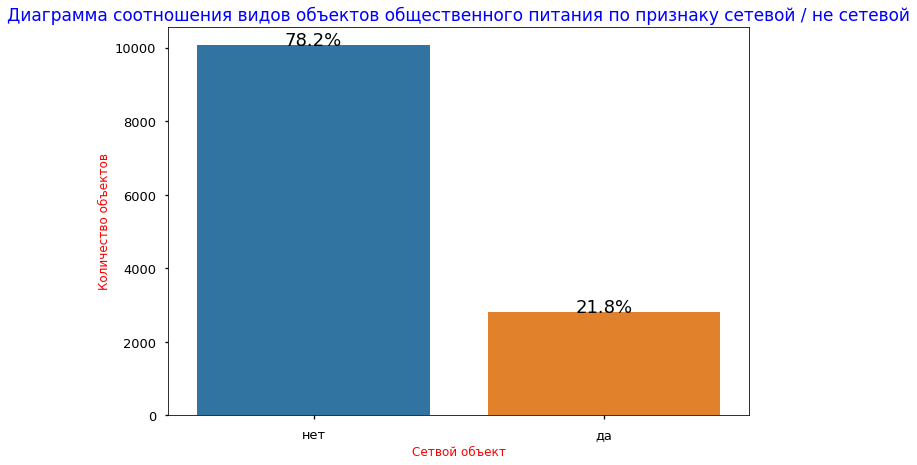 Диаграмма соотношения видов объектов общественного питания по признаку сетевой / не сетевой
78.2%
21.8%
Количество объектов
10000
8000
6000
4000
2000
0
нет
да
Сетвой объект